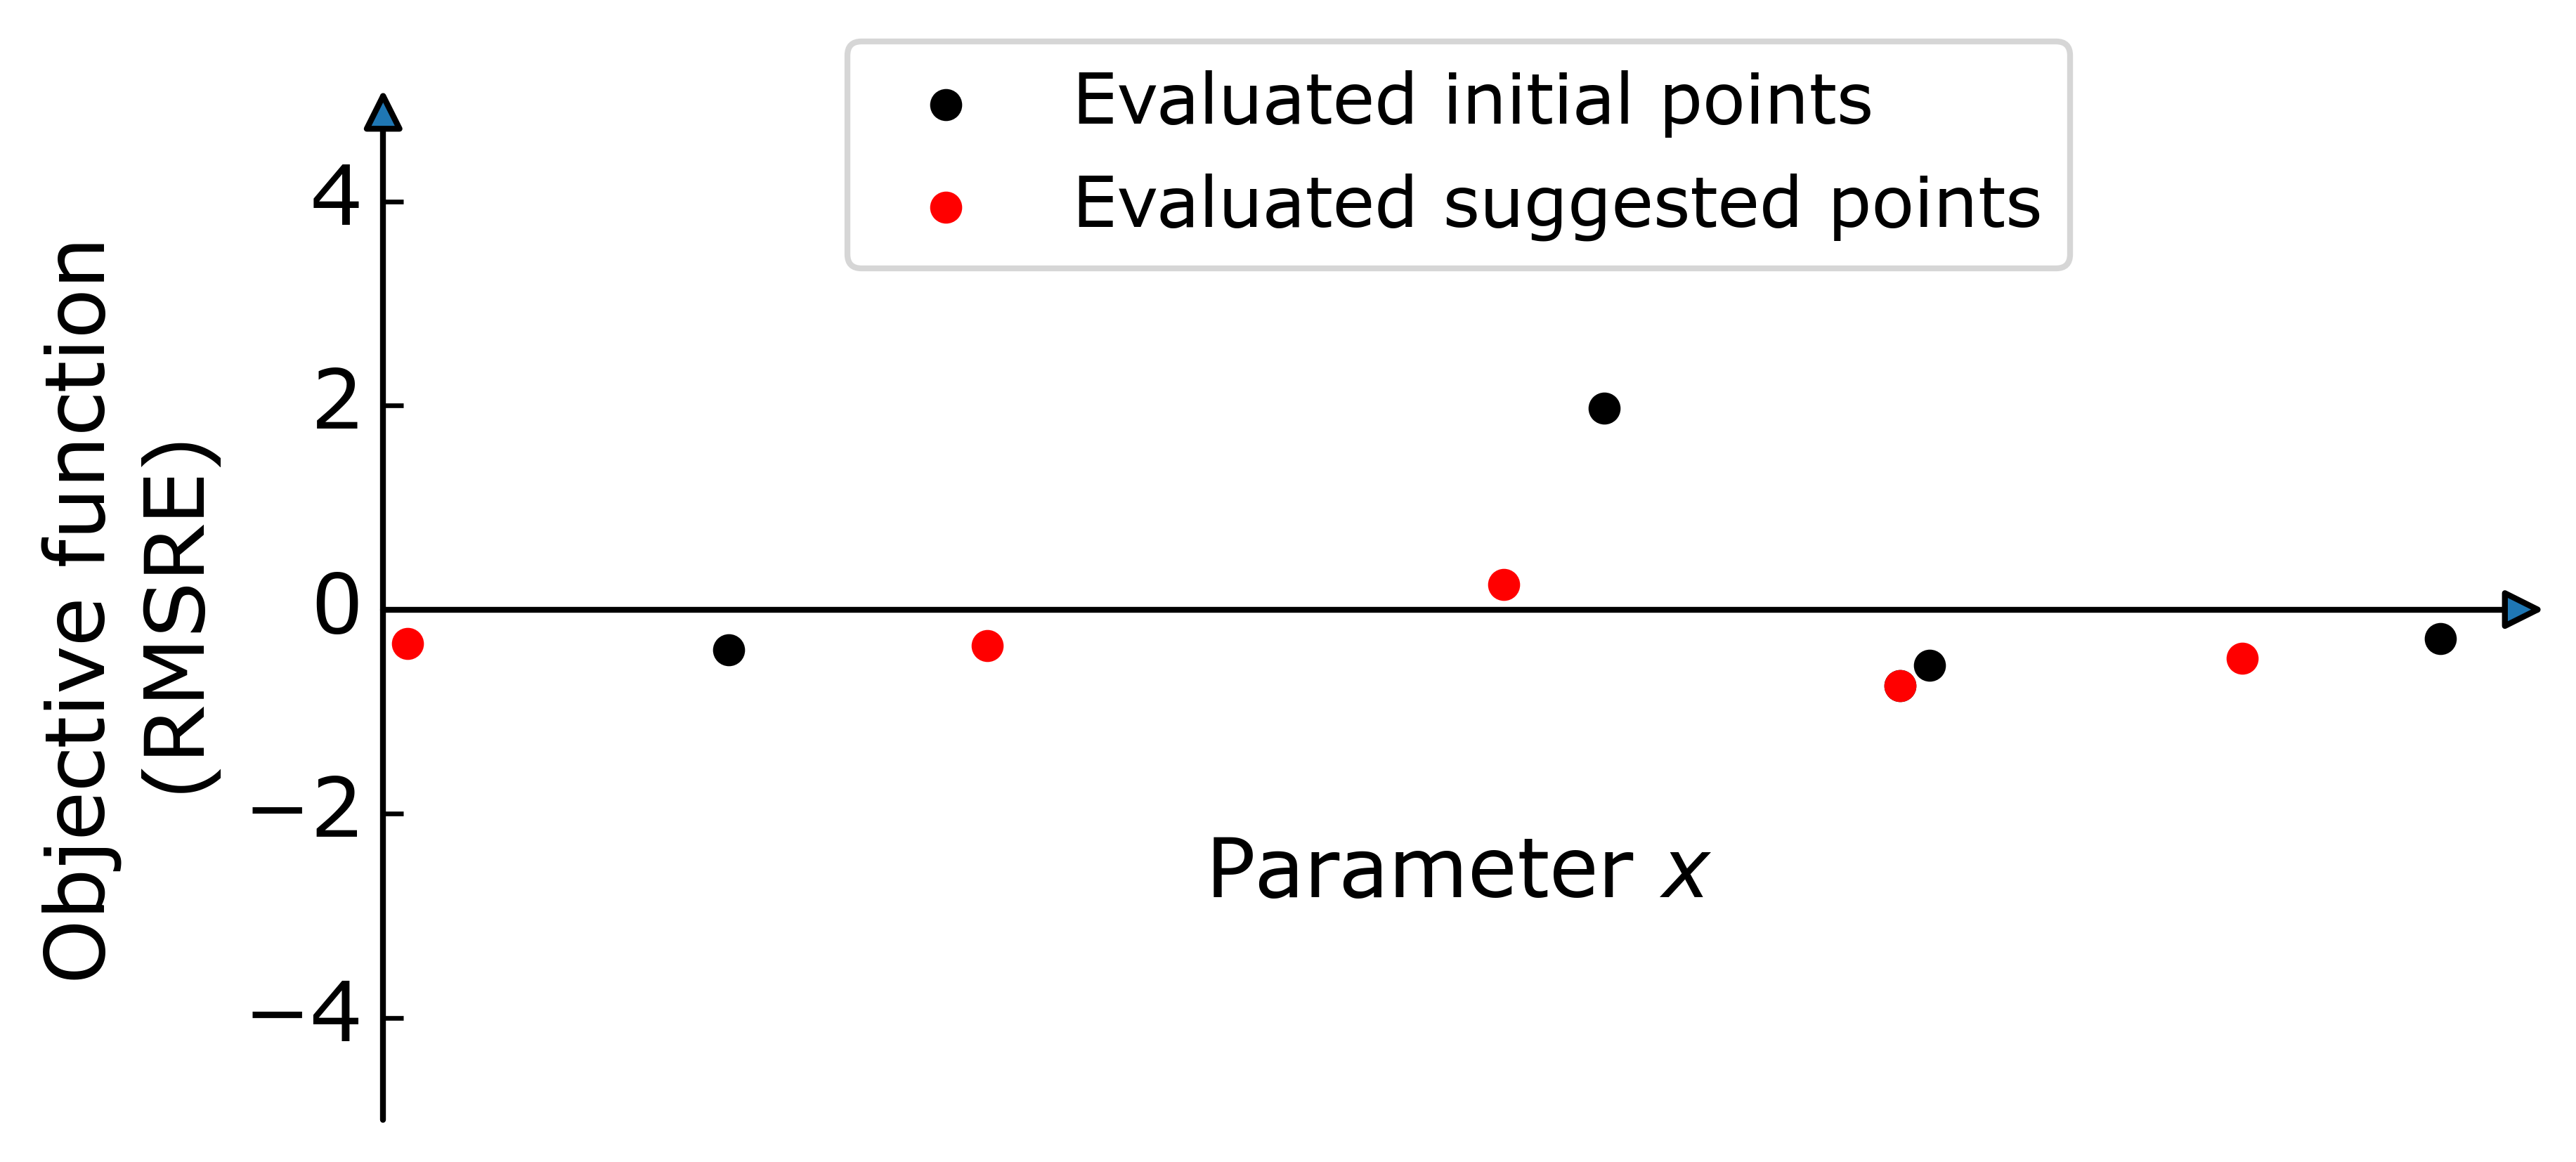 Evaluated initial points
Evaluated suggested points
Objective function
(RMSRE)
4
2
0
−2
−4
Parameter x